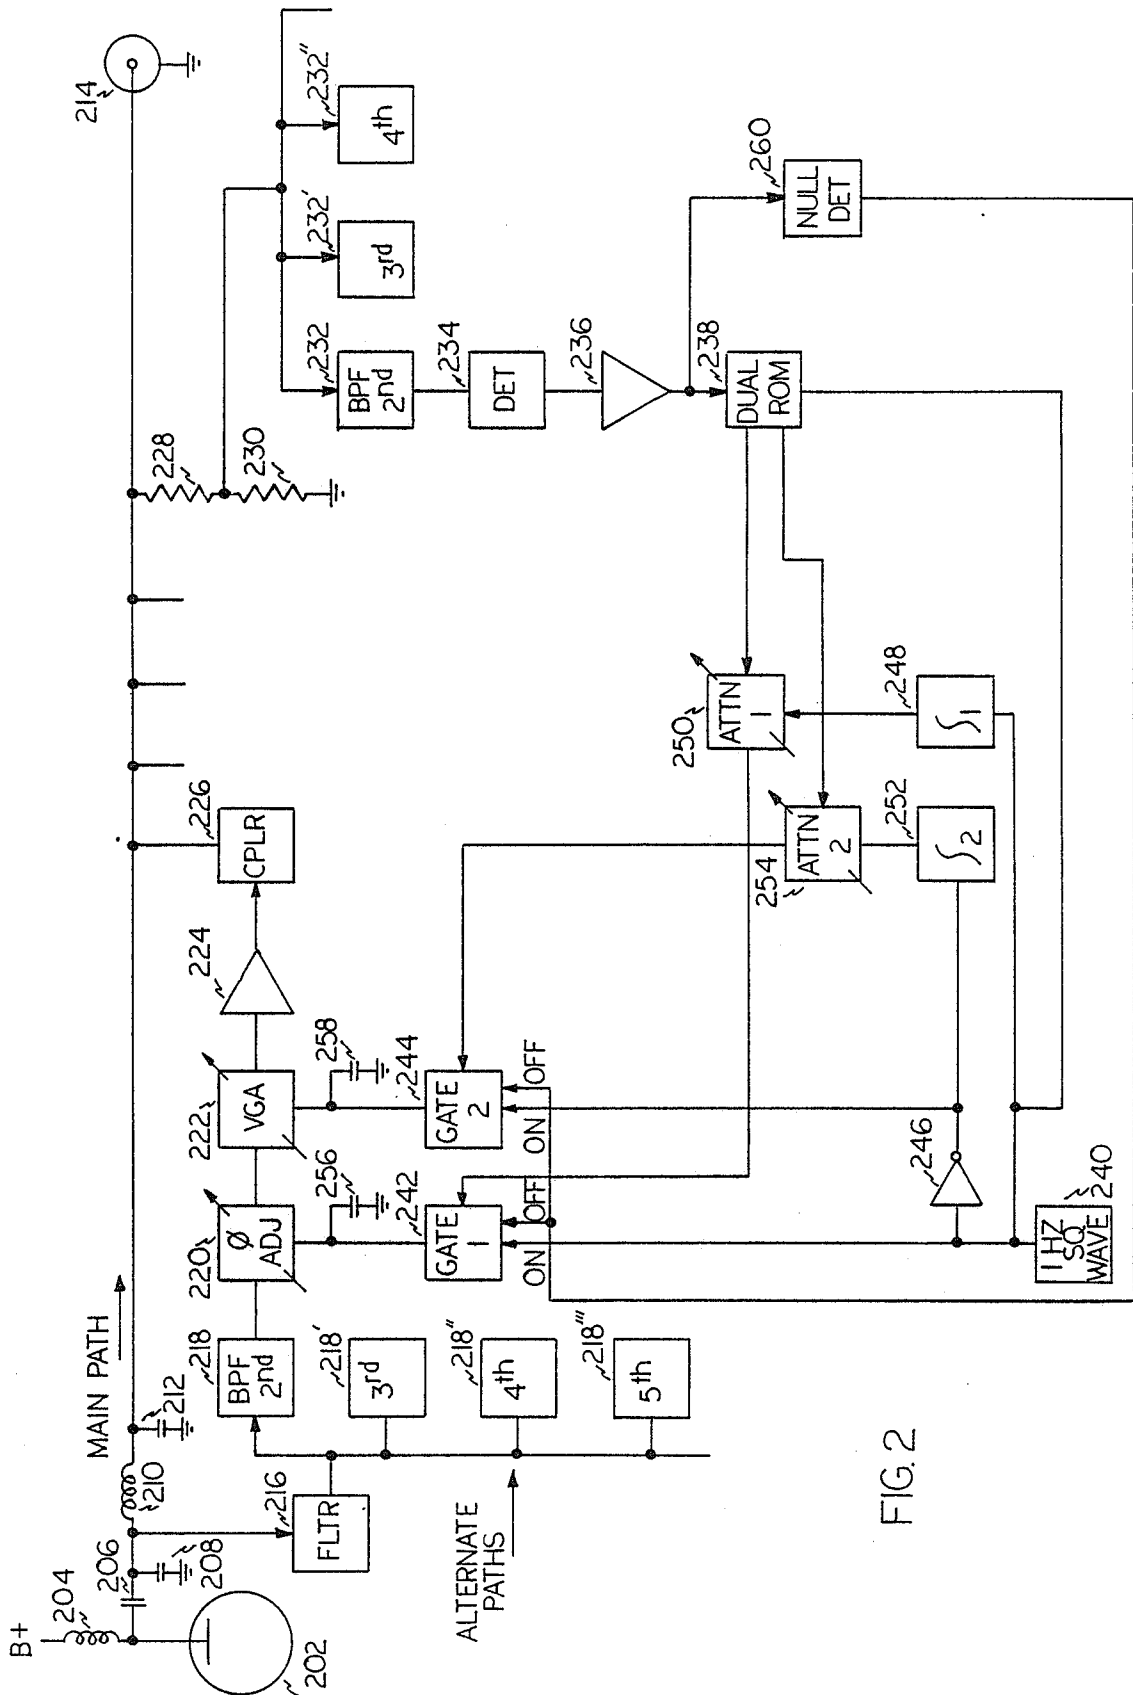 B+
204
206
208
202
210
212
MAIN PATH
214
216
FLTR
ALTERNATE
PATHS
218
BPF
2nd
218'
3rd
218"
4th
218'''
5th
220
Ø
ADJ
222
VGA
224
226
CPLR
228
230
232
BPF
2nd
232'
3rd
232"
4th
234
DET
236
238
DUAL
ROM
260
NULL
DET
256
258
242
GATE
1
ON
OFF
244
GATE
2
ON
OFF
250
ATTN
1
254
ATTN
2
248
∫1
252
∫2
246
240
1 HZ
SQ
WAVE
FIG. 2